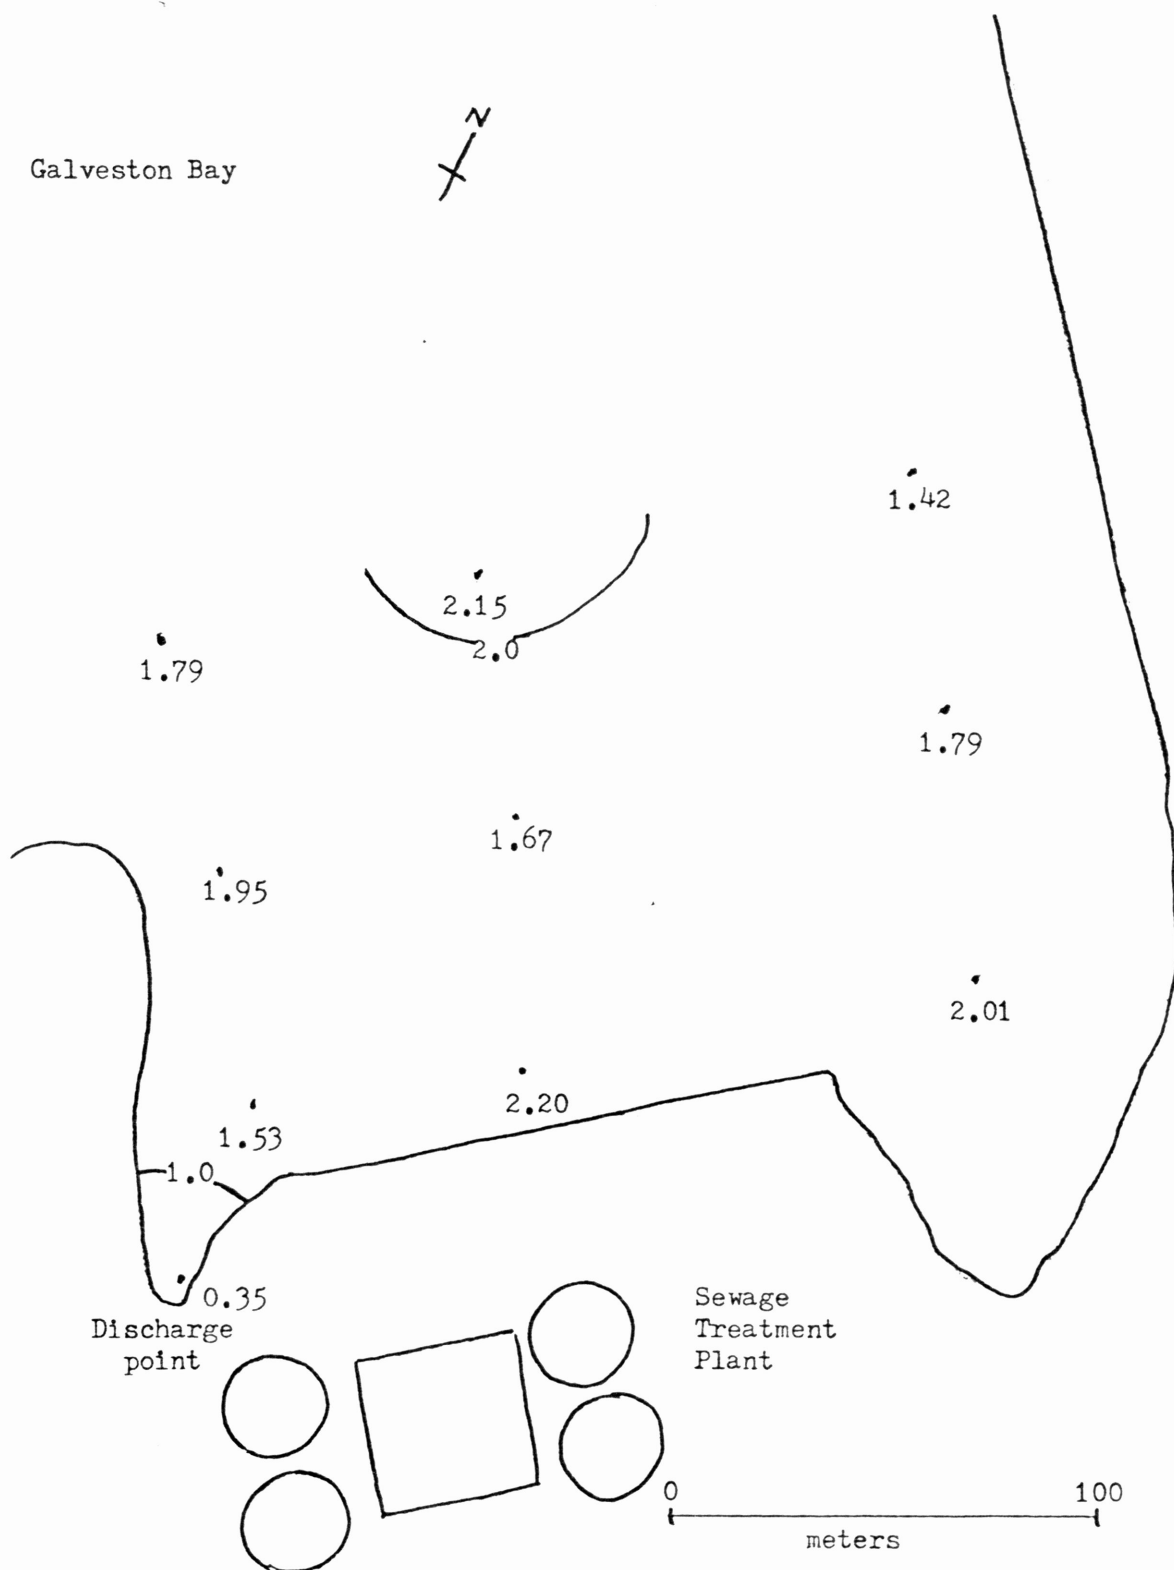 N
Galveston Bay
1.42
2.15
2.0
1.79
1.79
1.67
1.95
2.01
2.20
1.53
1.0
0.35
Discharge
point
Sewage
Treatment
Plant
0 100
meters